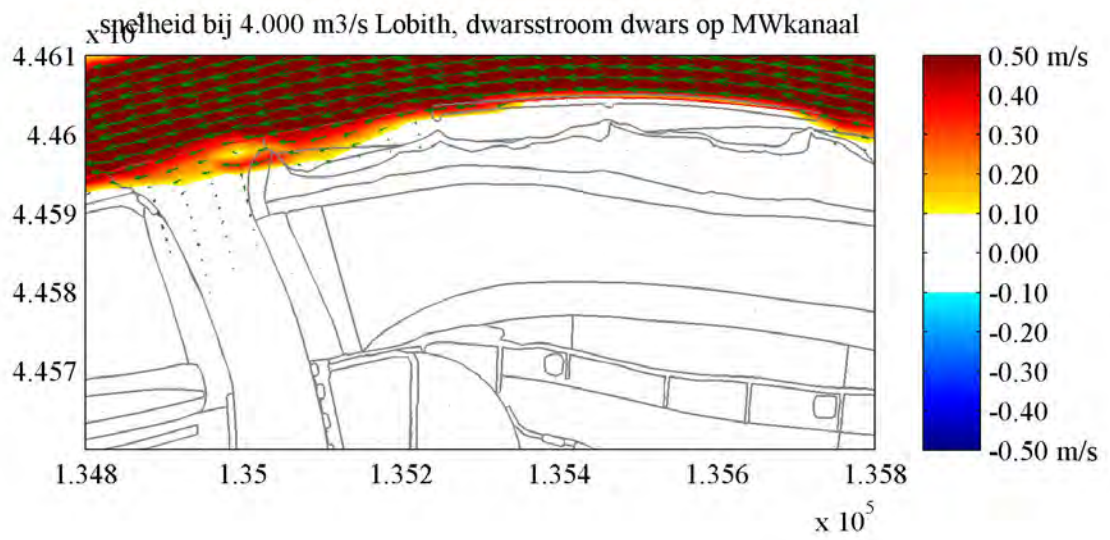 snelheid bij 4.000 m3/s Lobith, dwarsstroom dwars op MWkanaal
x 10
4.461
4.46
4.459
4.458
4.457
1.348 1.35 1.352 1.354 1.356 1.358
x 10⁵
0.50 m/s
0.40
0.30
0.20
0.10
0.00
-0.10
-0.20
-0.30
-0.40
-0.50 m/s